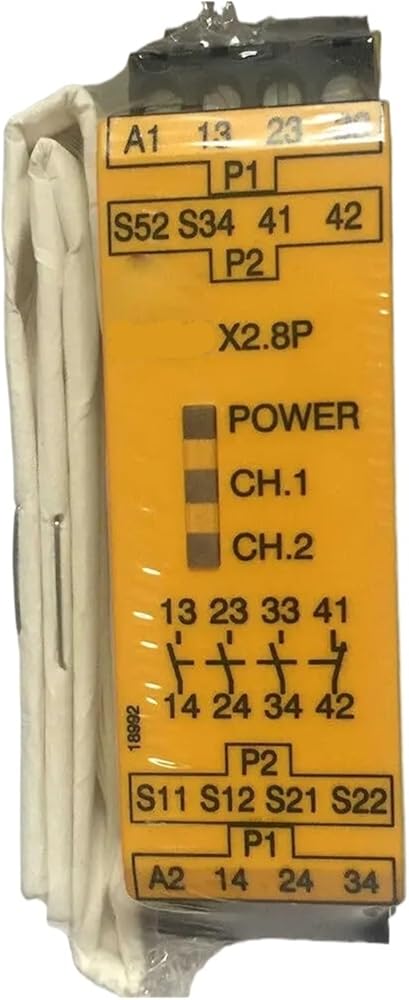 A1 13 23 33
P1
S52 S34 41 42
P2
X2.8P
POWER
CH.1
CH.2
13 23 33 41
14 24 34 42
18992
P2
S11 S12 S21 S22
P1
A2 14 24 34